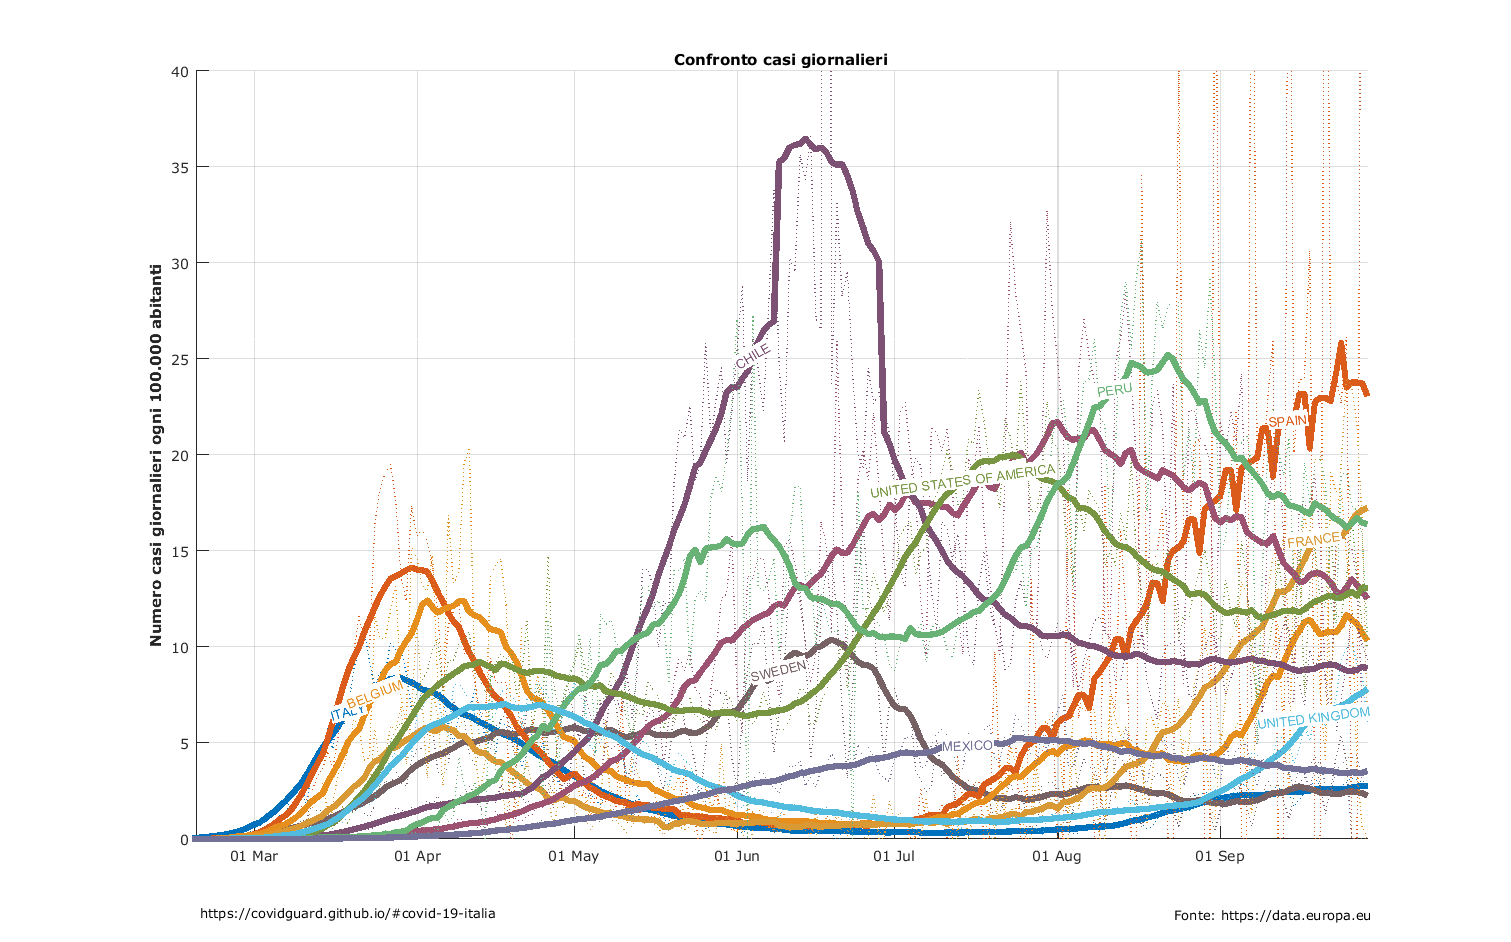 Confronto casi giornalieri
Numero casi giornalieri ogni 100.000 abitanti
40
35
30
25
20
15
10
5
0
CHILE
PERU
SPAIN
UNITED STATES OF AMERICA
FRANCE
SWEDEN
BELGIUM
ITALY
UNITED KINGDOM
MEXICO
01 Mar
01 Apr
01 May
01 Jun
01 Jul
01 Aug
01 Sep
https://covidguard.github.io/#covid-19-italia
Fonte: https://data.europa.eu